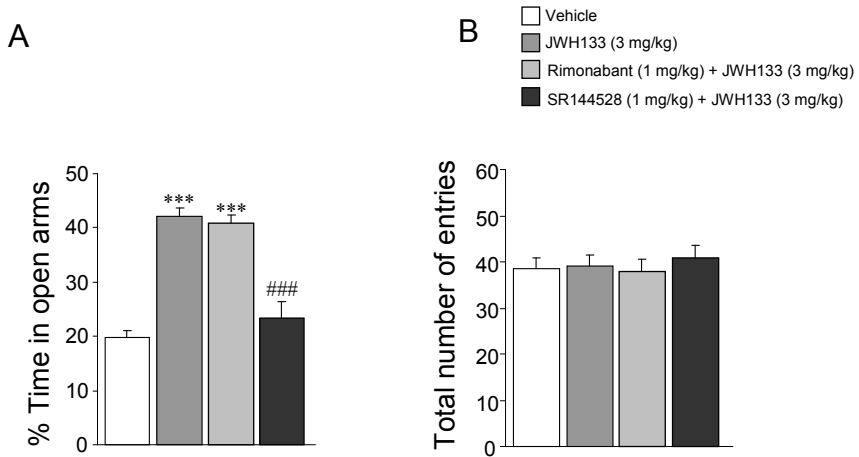 A
B
Vehicle
JWH133 (3 mg/kg)
Rimonabant (1 mg/kg) + JWH133 (3 mg/kg)
SR144528 (1 mg/kg) + JWH133 (3 mg/kg)
% Time in open arms
50
40
30
20
10
0
***
***
###
Total number of entries
60
50
40
30
20
10
0